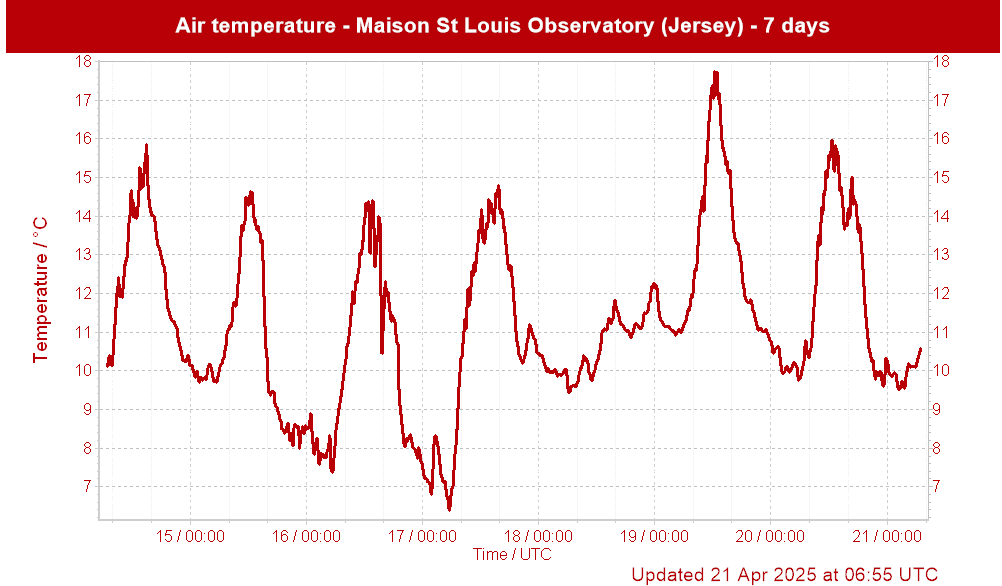 Air temperature - Maison St Louis Observatory (Jersey) - 7 days
18 18
17 17
16 16
15 15
14 14
13 13
12 12
11 11
10 10
9 9
8 8
7 7
Temperature / °C
15 / 00:00 16 / 00:00 17 / 00:00 18 / 00:00 19 / 00:00 20 / 00:00 21 / 00:00
Time / UTC
Updated 21 Apr 2025 at 06:55 UTC